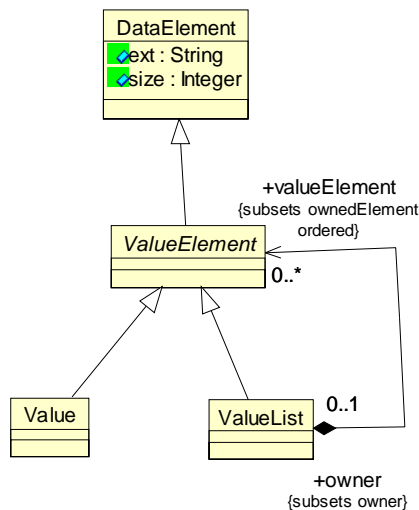 DataElement
ext : String
size : Integer
+valueElement
{subsets ownedElement
ordered}
ValueElement
0..*
Value
ValueList
0..1
+owner
{subsets owner}